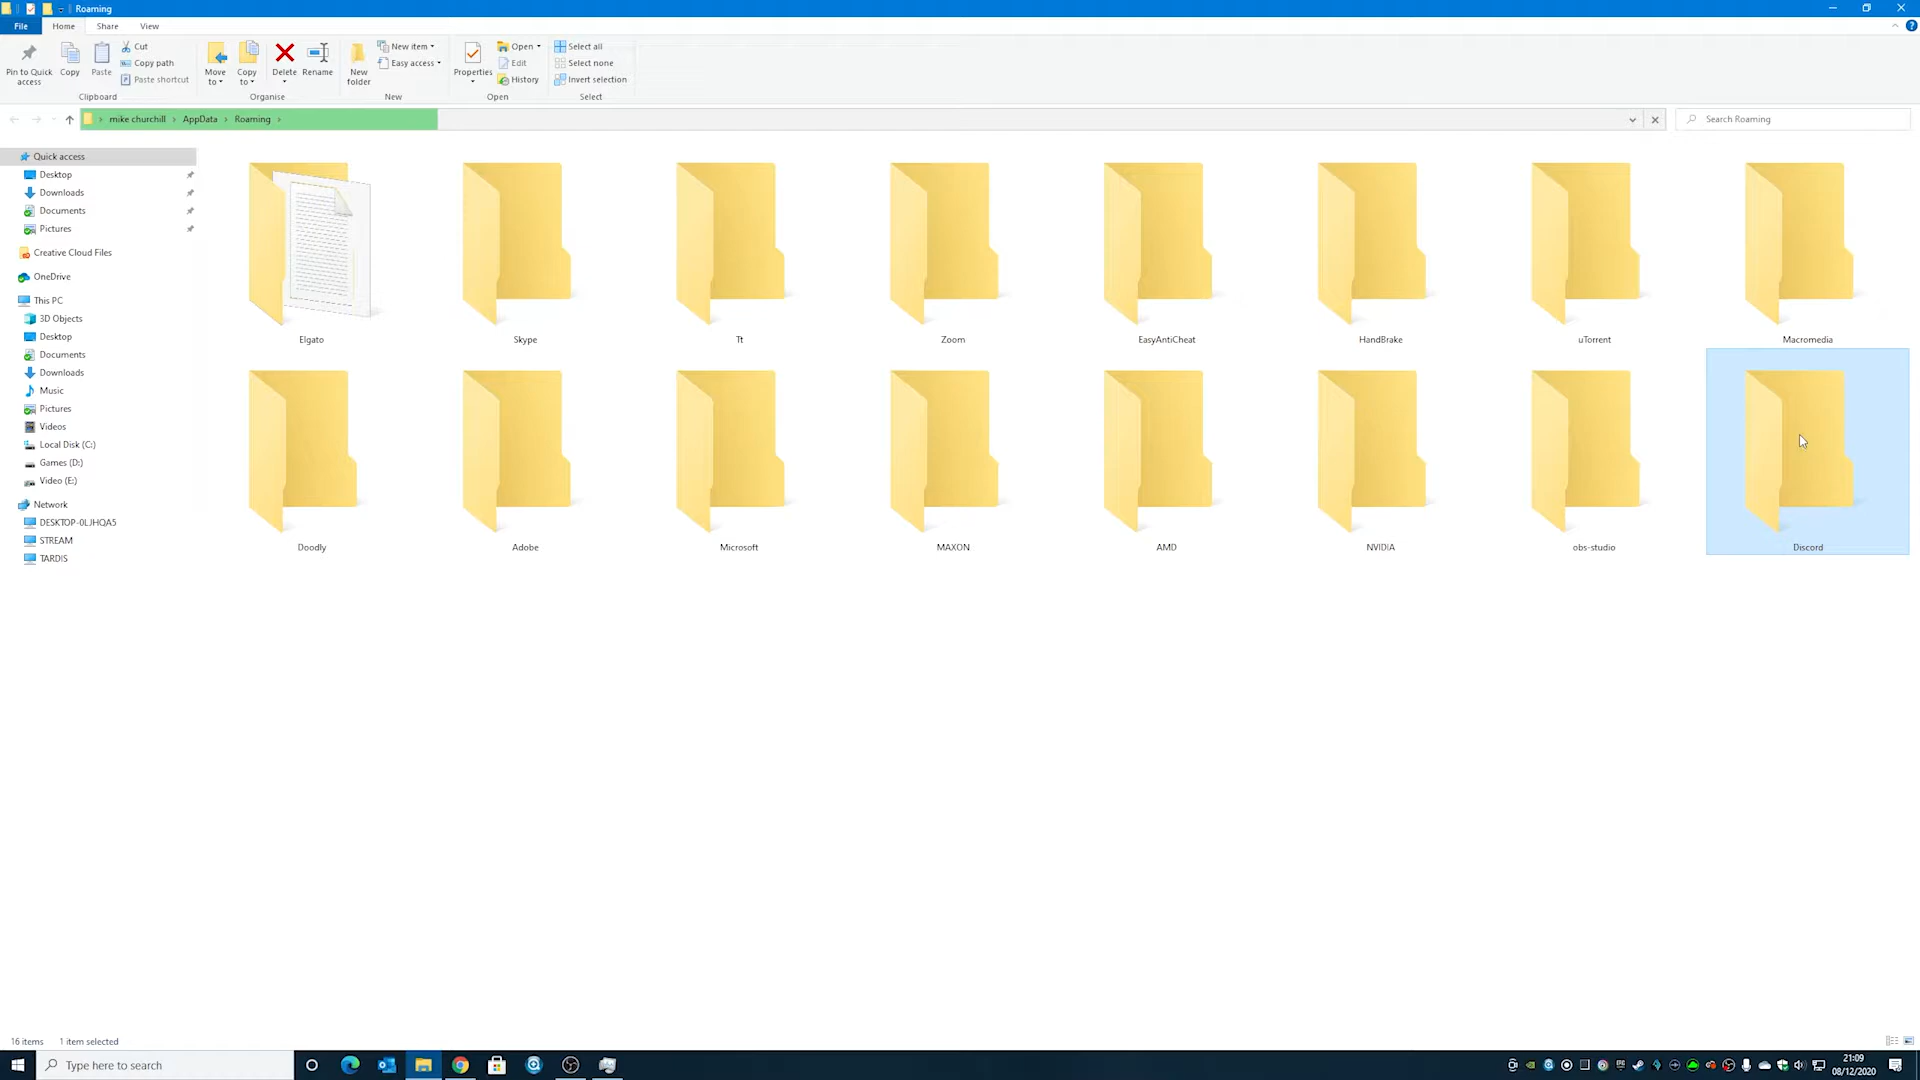 Roaming
File Home Share View
Pin to Quick access
Copy
Paste
Cut
Copy path
Paste shortcut
Clipboard
Move to
Copy to
Delete
Rename
Organise
New folder
New item
Easy access
New
Properties
Open
Edit
History
Open
Select all
Select none
Invert selection
Select
mike churchill > AppData > Roaming >
Search Roaming
Quick access
Desktop
Downloads
Documents
Pictures
Creative Cloud Files
OneDrive
This PC
3D Objects
Desktop
Documents
Downloads
Music
Pictures
Videos
Local Disk (C:)
Games (D:)
Video (E:)
Network
DESKTOP-0LJHQA5
STREAM
TARDIS
Elgato Skype Tt Zoom EasyAntiCheat HandBrake uTorrent Macromedia
Doodly Adobe Microsoft MAXON AMD NVIDIA obs-studio Discord
16 items 1 item selected
Type here to search
21:09
08/12/2020